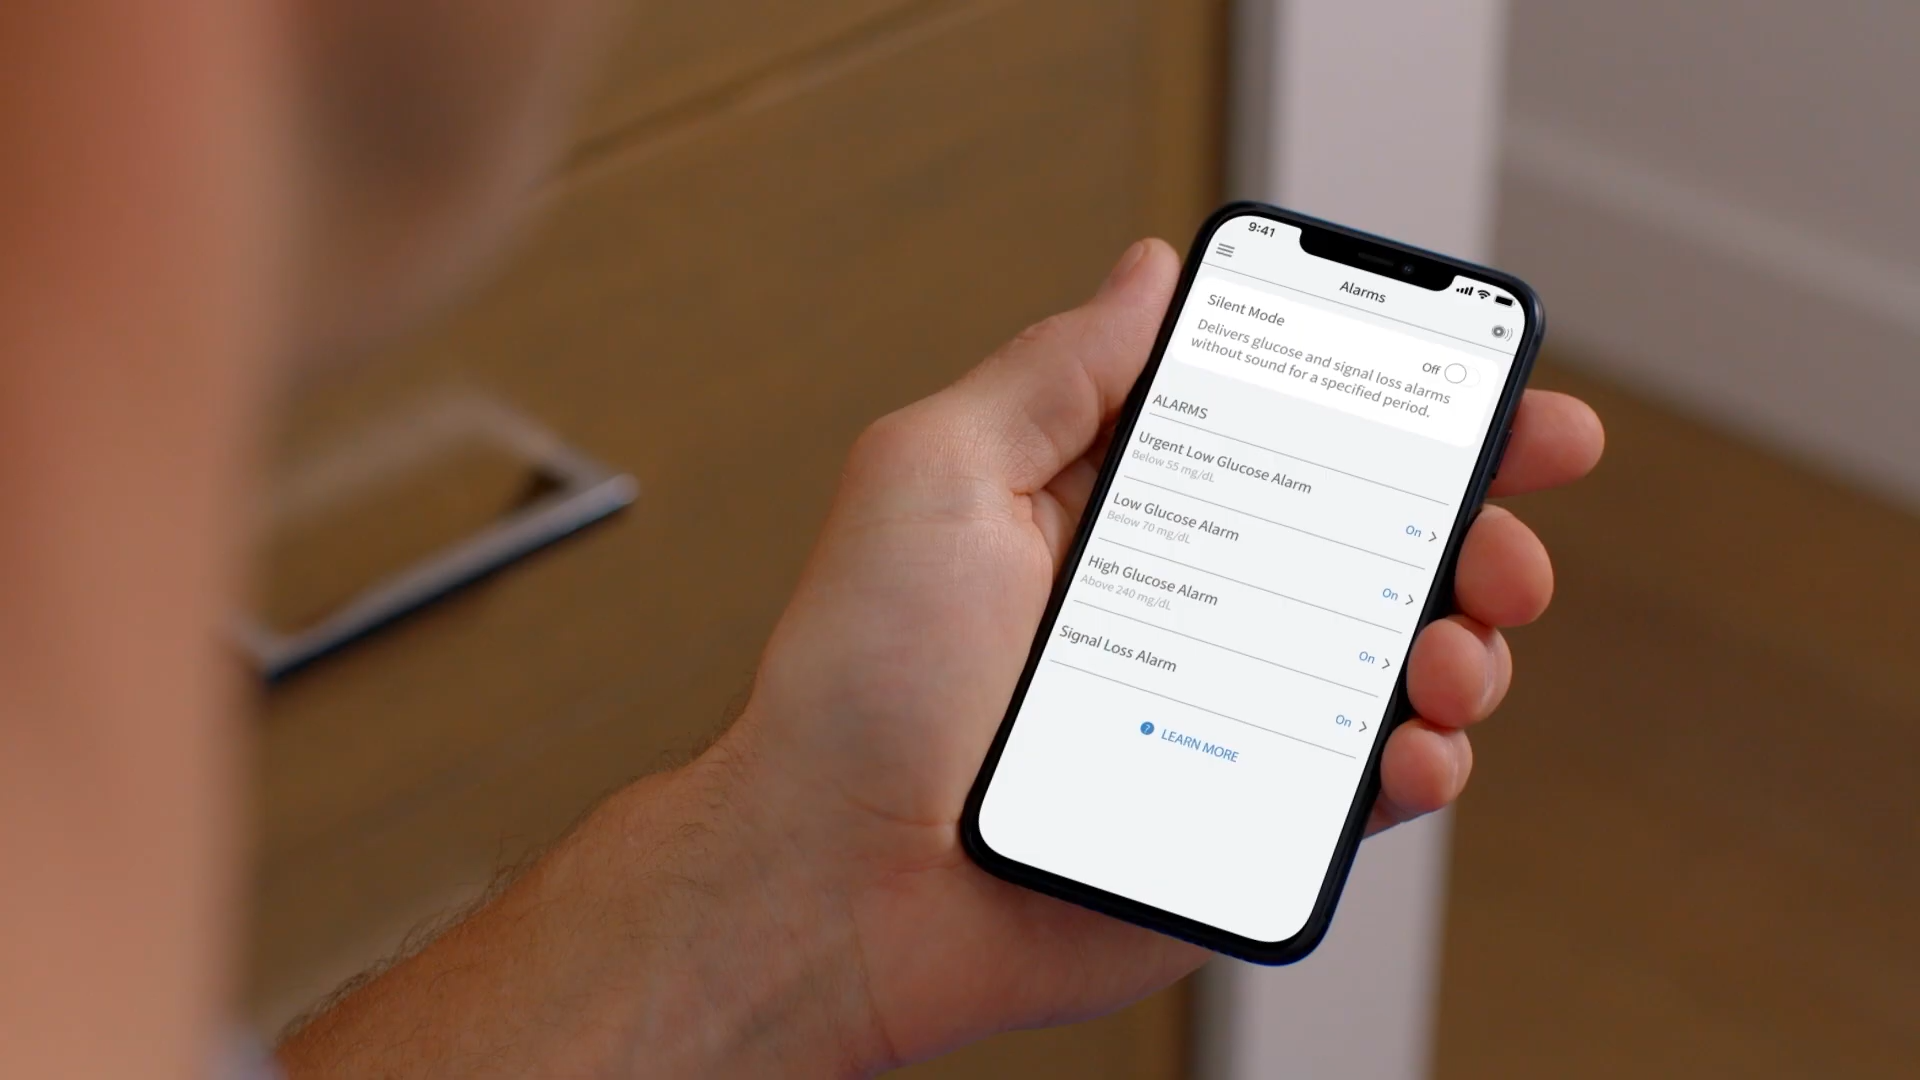 9:41
Alarms
Silent Mode
Off
Delivers glucose and signal loss alarms
without sound for a specified period.
ALARMS
Urgent Low Glucose Alarm
Below 55 mg/dL
On
Low Glucose Alarm
Below 70 mg/dL
On
High Glucose Alarm
Above 240 mg/dL
On
Signal Loss Alarm
On
? LEARN MORE